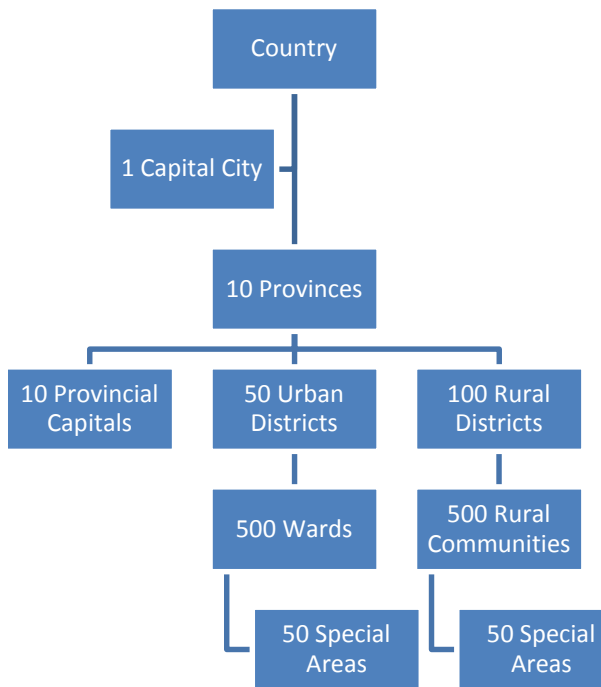 Country
1 Capital City
10 Provinces
10 Provincial
Capitals
50 Urban
Districts
100 Rural
Districts
500 Wards
500 Rural
Communities
50 Special
Areas
50 Special
Areas